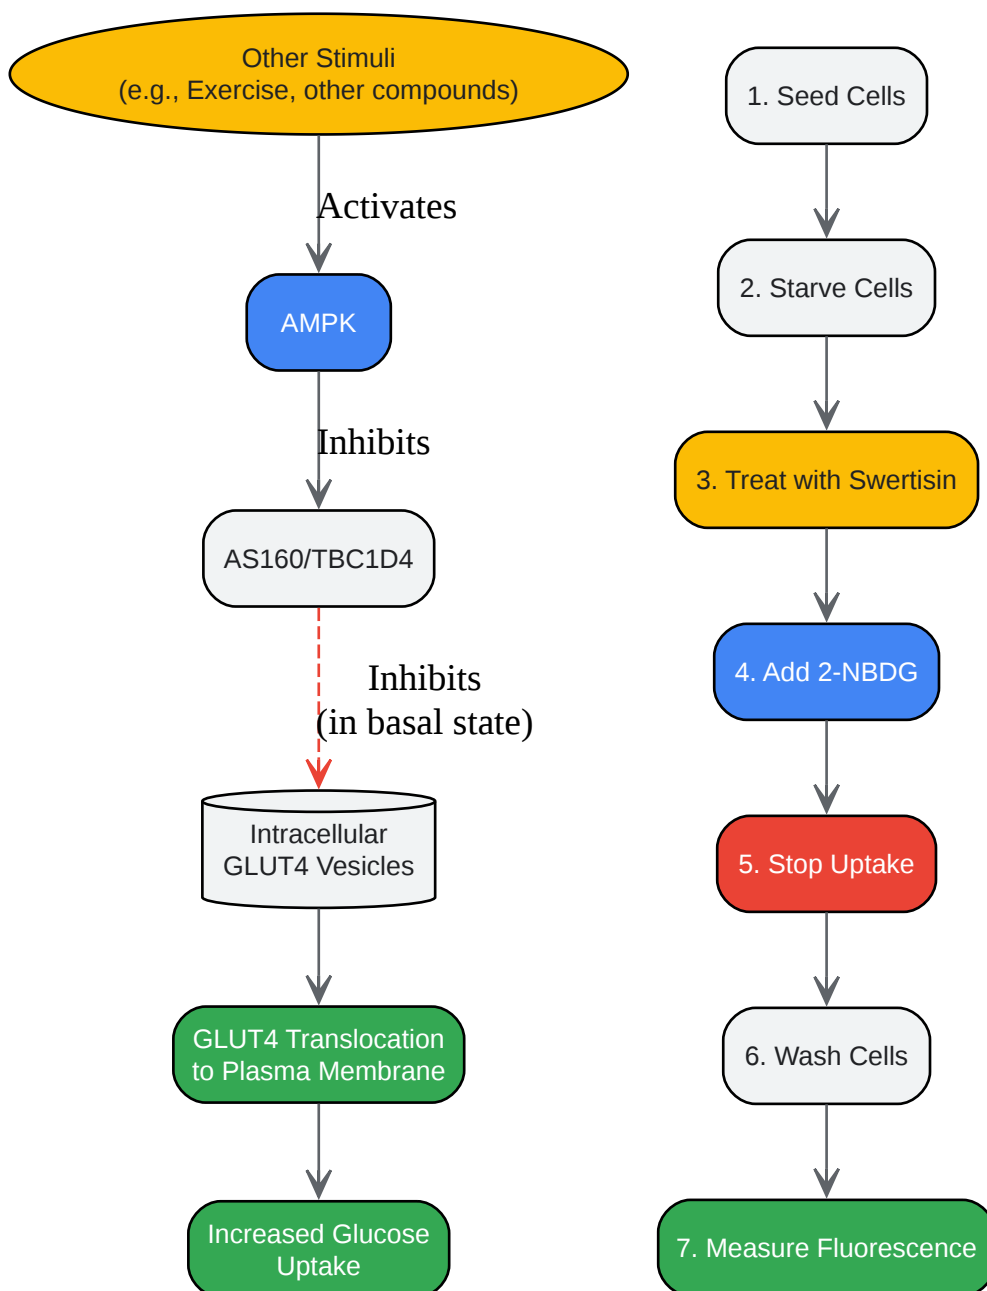 Other Stimuli
(e.g., Exercise, other compounds)
Activates
AMPK
Inhibits
AS160/TBC1D4
Inhibits
(in basal state)
Intracellular
GLUT4 Vesicles
GLUT4 Translocation
to Plasma Membrane
Increased Glucose
Uptake
1. Seed Cells
2. Starve Cells
3. Treat with Swertisin
4. Add 2-NBDG
5. Stop Uptake
6. Wash Cells
7. Measure Fluorescence